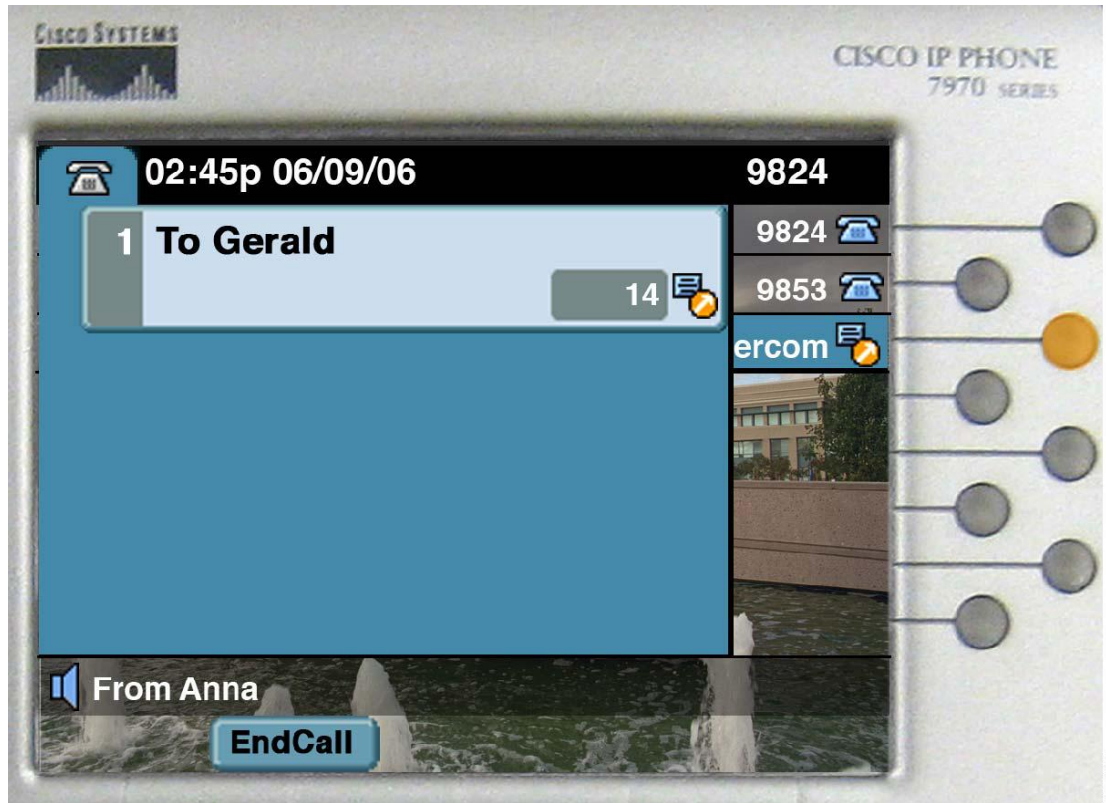 CISCO SYSTEMS
CISCO IP PHONE
7970 SERIES
02:45p 06/09/06 9824
1 To Gerald
14
9824
9853
ercom
From Anna
EndCall